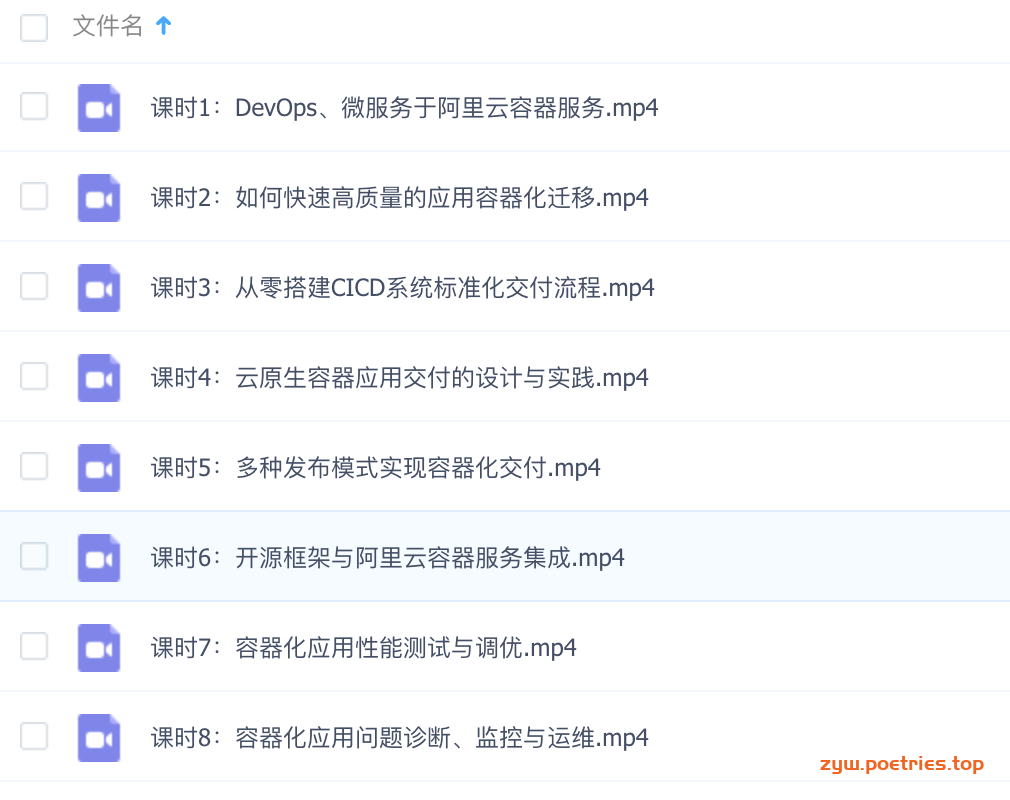 文件名
课时1：DevOps、微服务于阿里云容器服务.mp4
课时2：如何快速高质量的应用容器化迁移.mp4
课时3：从零搭建CICD系统标准化交付流程.mp4
课时4：云原生容器应用交付的设计与实践.mp4
课时5：多种发布模式实现容器化交付.mp4
课时6：开源框架与阿里云容器服务集成.mp4
课时7：容器化应用性能测试与调优.mp4
课时8：容器化应用问题诊断、监控与运维.mp4
zyw.poetries.top